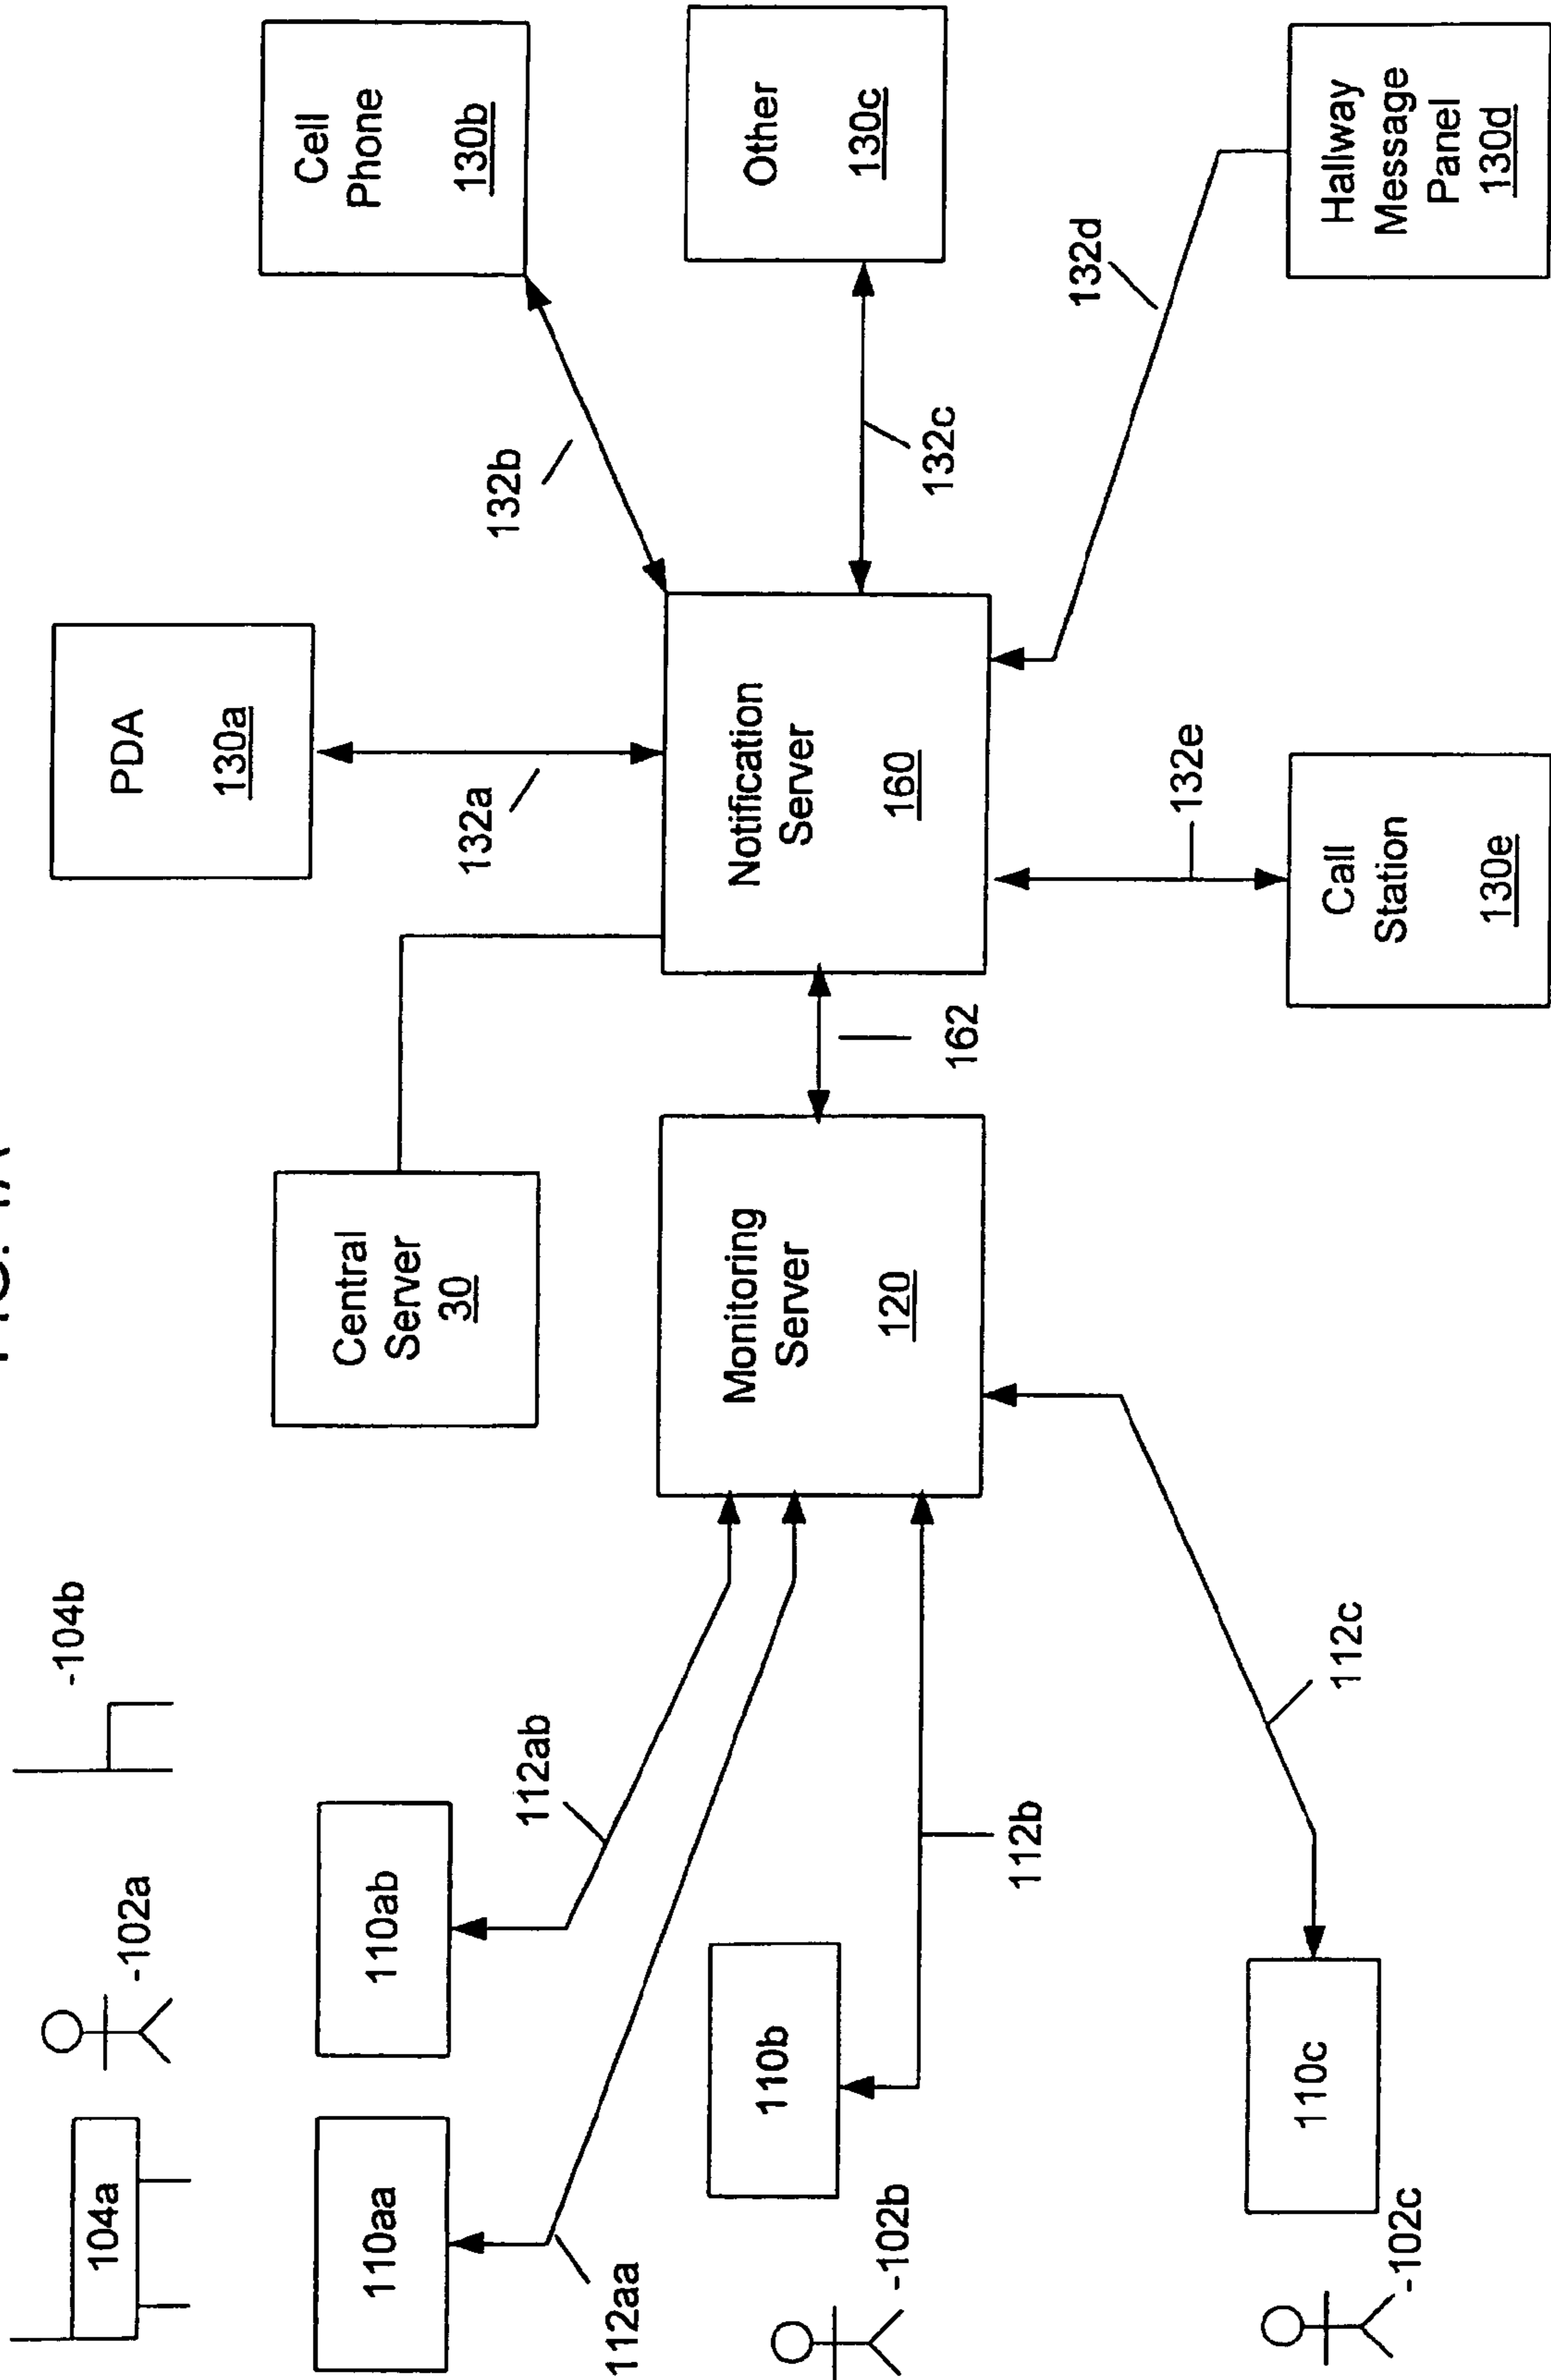 FIG.
104a
-102a
-104b
PDA
130a
110aa
110ab
Central
Server
30
Cell
Phone
130b
112aa
112ab
132a
132b
110b
-102b
Monitoring
Server
120
Notification
Server
160
Other
130c
162
132c
112b
132d
132e
110c
-102c
112c
Call
Station
130e
Hallway
Message
Panel
130d